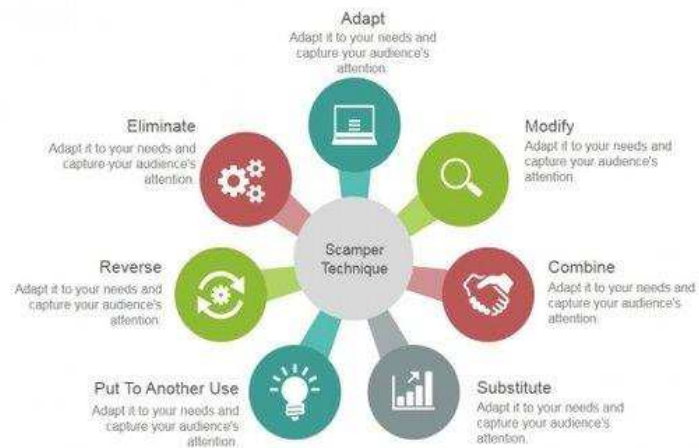 Adapt
Adapt it to your needs and
capture your audience's
attention.
Eliminate
Adapt it to your needs and
capture your audience's
attention.
Modify
Adapt it to your needs and
capture your audience's
attention.
Scamper
Technique
Reverse
Adapt it to your needs and
capture your audience's
attention.
Combine
Adapt it to your needs and
capture your audience's
attention.
Put To Another Use
Adapt it to your needs and
capture your audience's
attention.
Substitute
Adapt it to your needs and
capture your audience's
attention.